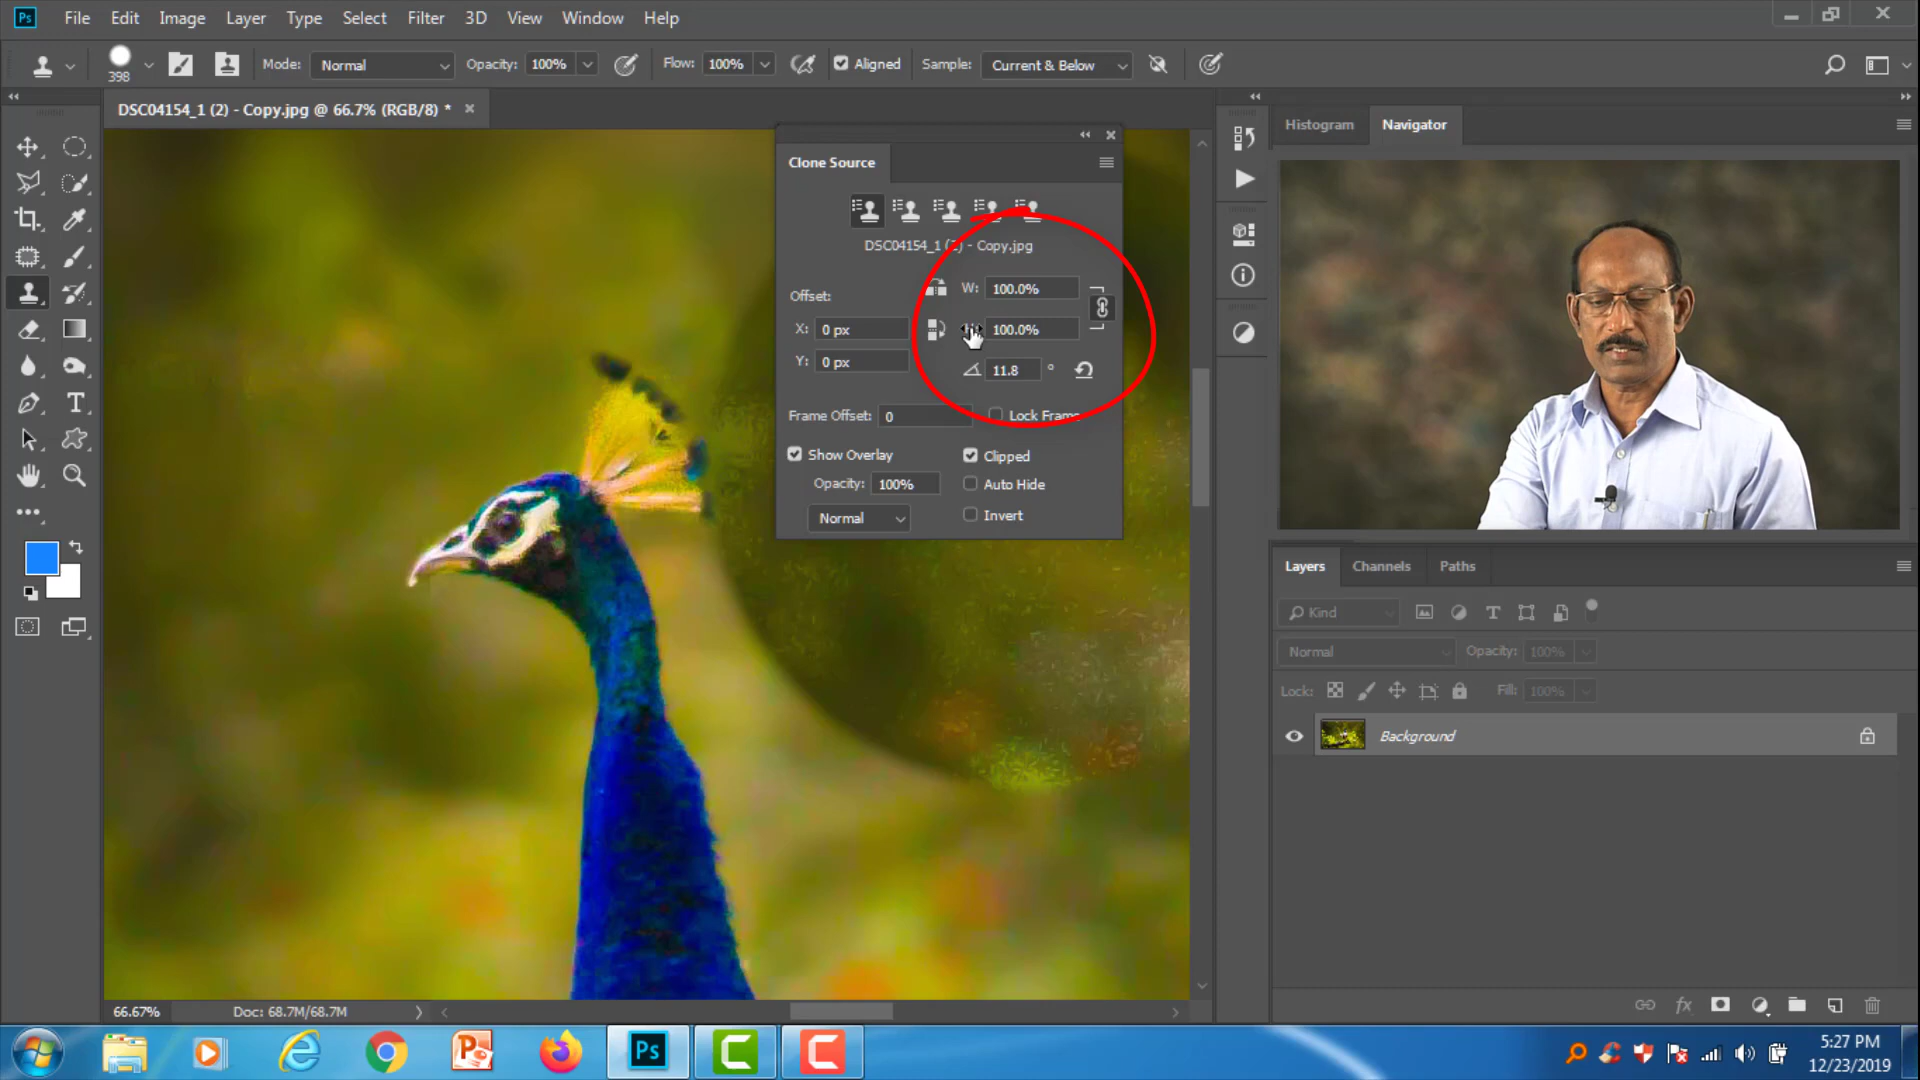 Ps File Edit Image Layer Type Select Filter 3D View Window Help
398 Mode: Normal Opacity: 100% Flow: 100% Aligned Sample: Current & Below
DSC04154_1 (2) - Copy.jpg @ 66.7% (RGB/8) *
Clone Source
DSC04154_1 (2) - Copy.jpg
Offset:
W: 100.0%
X: 0 px
100.0%
Y: 0 px
11.8 °
Frame Offset: 0 Lock Frame
Show Overlay Clipped
Opacity: 100% Auto Hide
Normal Invert
Histogram Navigator
Layers Channels Paths
Kind
Normal Opacity: 100%
Lock: Fill: 100%
Background
66.67% Doc: 68.7M/68.7M
fx
Ps
5:27 PM
12/23/2019